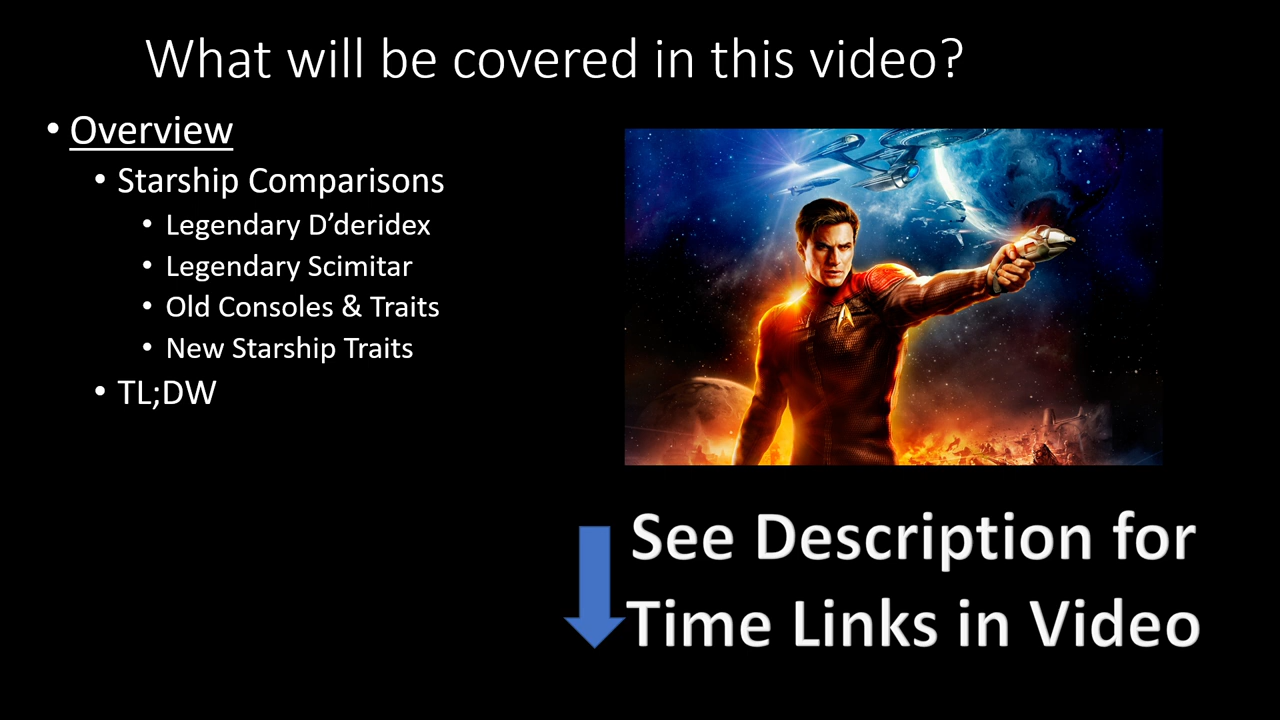 What will be covered in this video?
• Overview
• Starship Comparisons
• Legendary D’deridex
• Legendary Scimitar
• Old Consoles & Traits
• New Starship Traits
• TL;DW
See Description for
Time Links in Video